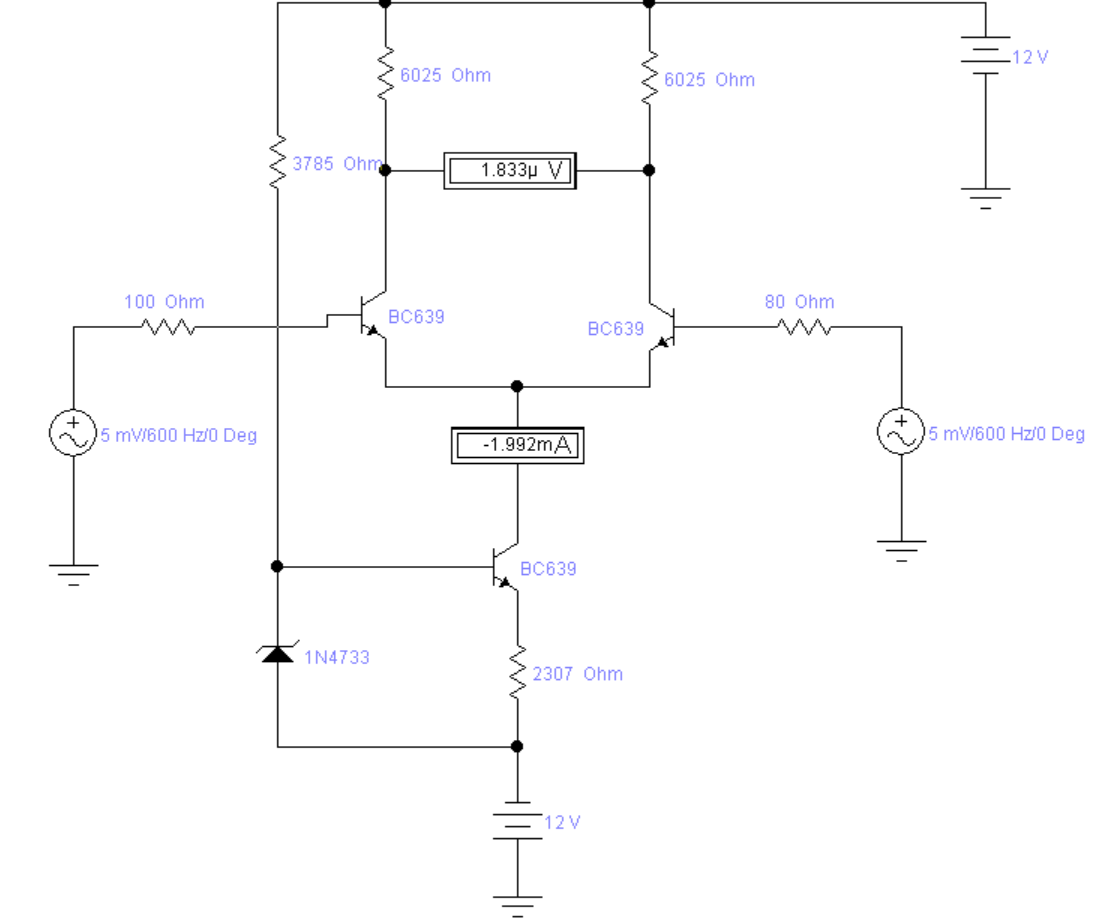 12 V
6025 Ohm
6025 Ohm
3785 Ohm
1.833µ V
100 Ohm
80 Ohm
BC639
BC639
5 mV/600 Hz/0 Deg
5 mV/600 Hz/0 Deg
-1.992mA
BC639
1N4733
2307 Ohm
12 V